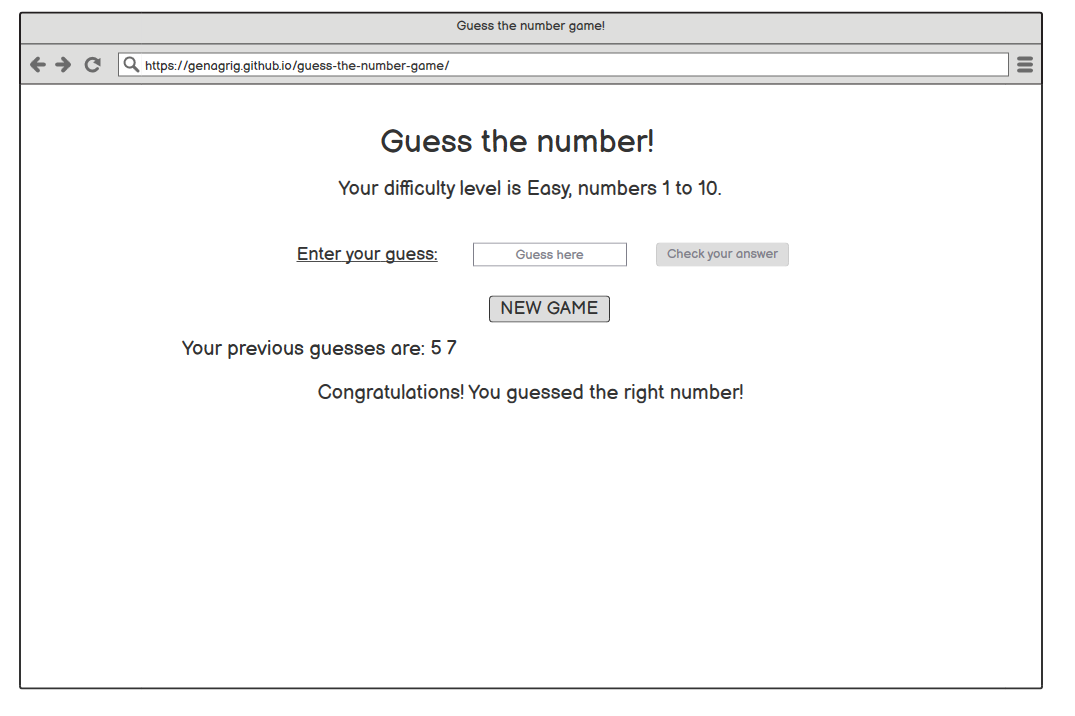 Guess the number game!
https://genagrig.github.io/guess-the-number-game/
Guess the number!
Your difficulty level is Easy, numbers 1 to 10.
Enter your guess: Guess here Check your answer
NEW GAME
Your previous guesses are: 5 7
Congratulations! You guessed the right number!